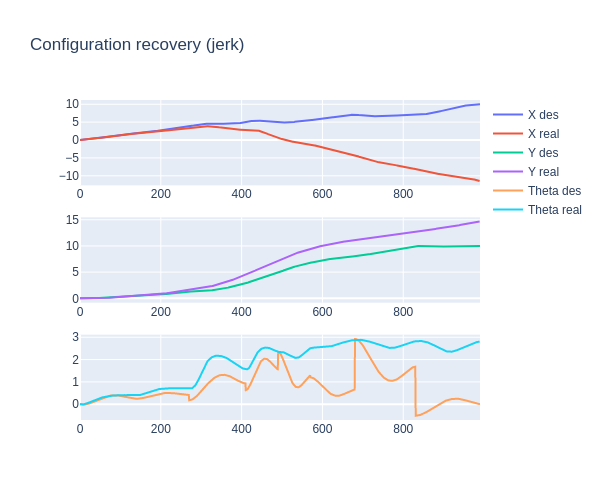 Configuration recovery (jerk)
10
5
0
−5
−10
0 200 400 600 800
X des
X real
Y des
Y real
Theta des
Theta real
15
10
5
0
0 200 400 600 800
3
2
1
0
0 200 400 600 800